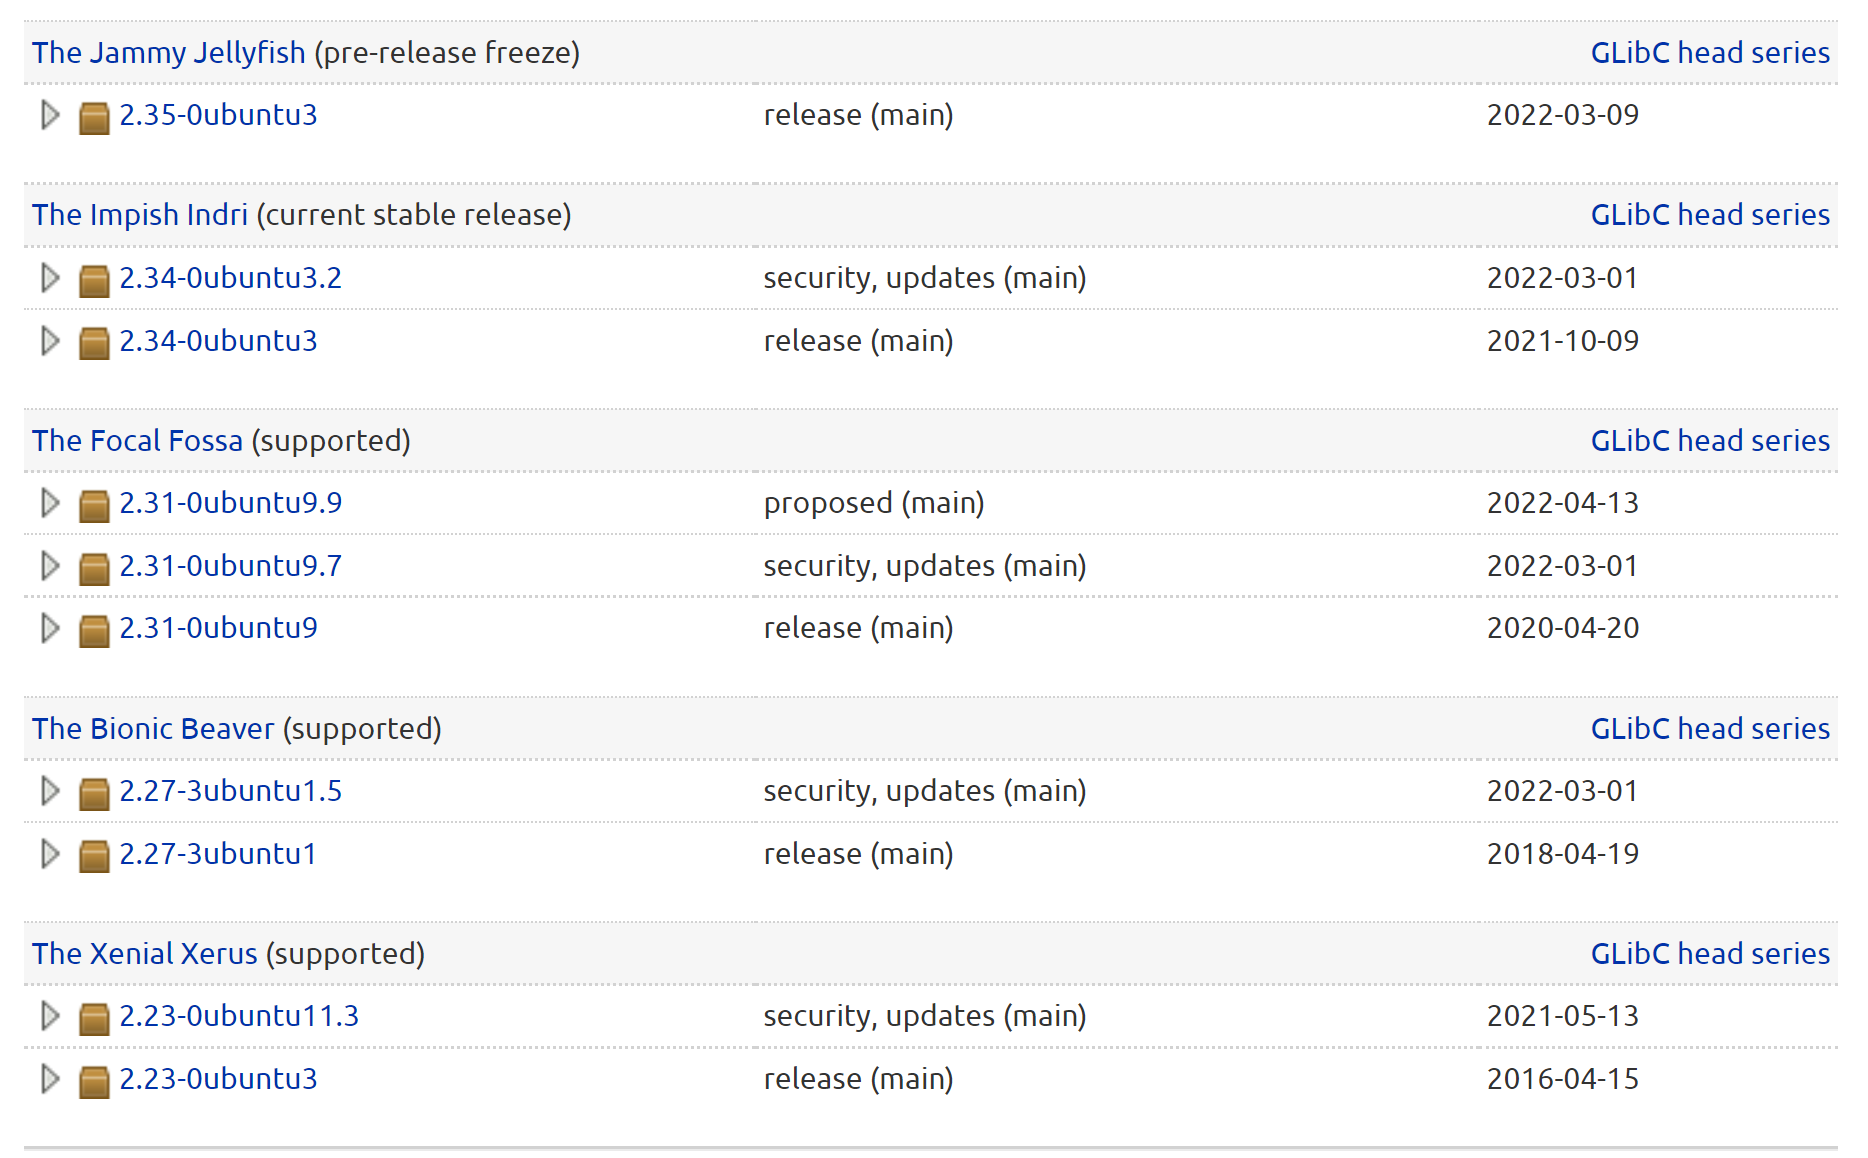 The Jammy Jellyfish (pre-release freeze) GLibC head series
2.35-0ubuntu3 release (main) 2022-03-09
The Impish Indri (current stable release) GLibC head series
2.34-0ubuntu3.2 security, updates (main) 2022-03-01
2.34-0ubuntu3 release (main) 2021-10-09
The Focal Fossa (supported) GLibC head series
2.31-0ubuntu9.9 proposed (main) 2022-04-13
2.31-0ubuntu9.7 security, updates (main) 2022-03-01
2.31-0ubuntu9 release (main) 2020-04-20
The Bionic Beaver (supported) GLibC head series
2.27-3ubuntu1.5 security, updates (main) 2022-03-01
2.27-3ubuntu1 release (main) 2018-04-19
The Xenial Xerus (supported) GLibC head series
2.23-0ubuntu11.3 security, updates (main) 2021-05-13
2.23-0ubuntu3 release (main) 2016-04-15